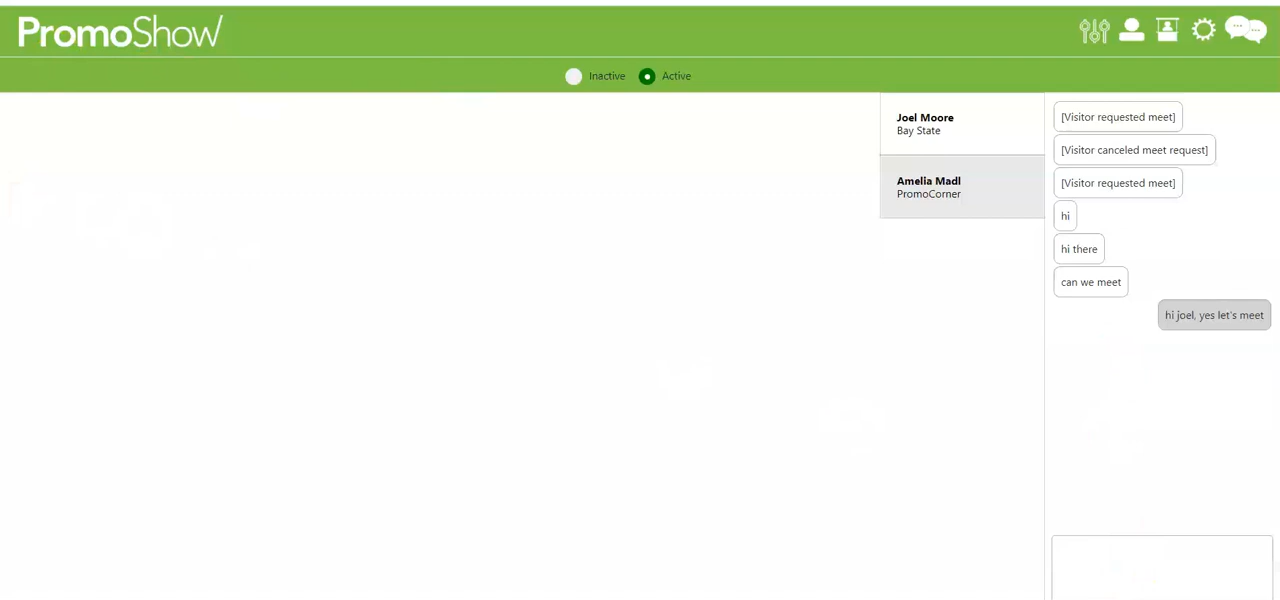 PromoShow
Inactive
Active
Joel Moore
Bay State
Amelia Madl
PromoCorner
[Visitor requested meet]
[Visitor canceled meet request]
[Visitor requested meet]
hi
hi there
can we meet
hi joel, yes let's meet